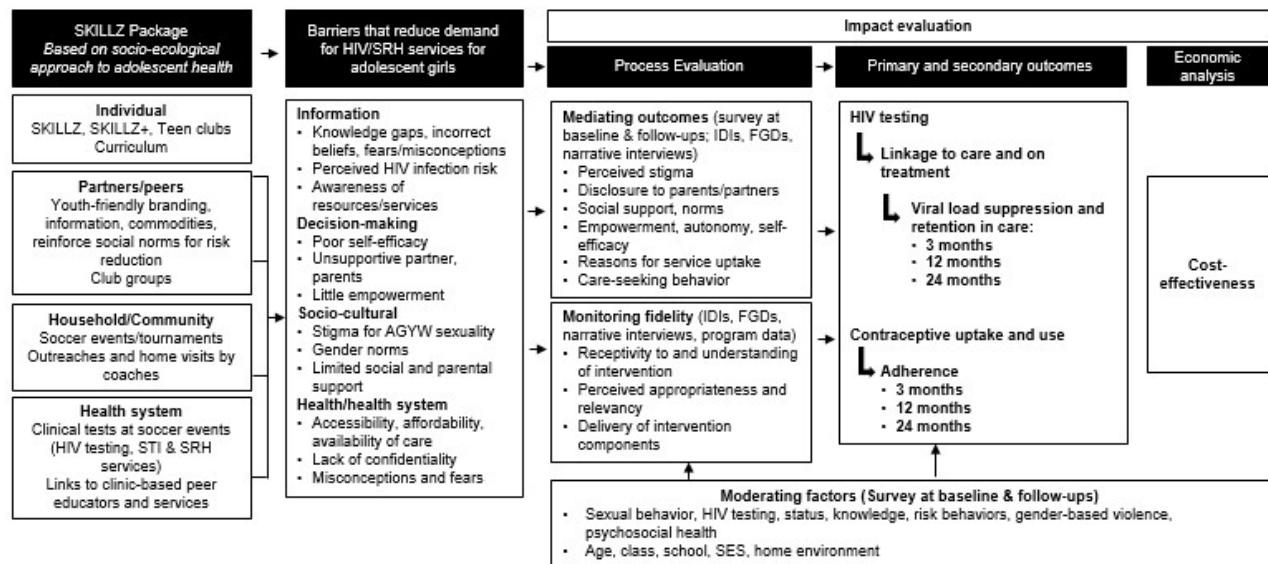 SKILLZ Package
Based on socio-ecological
approach to adolescent health
Individual
SKILLZ, SKILLZ+, Teen clubs
Curriculum
Partners/peers
Youth-friendly branding,
information, commodities,
reinforce social norms for risk
reduction
Club groups
Household/Community
Soccer events/tournaments
Outreaches and home visits by
coaches
Health system
Clinical tests at soccer events
(HIV testing, STI & SRH
services)
Links to clinic-based peer
educators and services
Barriers that reduce demand
for HIV/SRH services for
adolescent girls
Information
• Knowledge gaps, incorrect
beliefs, fears/misconceptions
• Perceived HIV infection risk
• Awareness of
resources/services
Decision-making
• Poor self-efficacy
• Unsupportive partner,
parents
• Little empowerment
Socio-cultural
• Stigma for AGYW sexuality
• Gender norms
• Limited social and parental
support
Health/health system
• Accessibility, affordability,
availability of care
• Lack of confidentiality
• Misconceptions and fears
Impact evaluation
Process Evaluation
Mediating outcomes (survey at
baseline & follow-ups; IDIs, FGDs,
narrative interviews)
• Perceived stigma
• Disclosure to parents/partners
• Social support, norms
• Empowerment, autonomy, self-
efficacy
• Reasons for service uptake
• Care-seeking behavior
Monitoring fidelity (IDIs, FGDs,
narrative interviews, program data)
• Receptivity to and understanding
of intervention
• Perceived appropriateness and
relevancy
• Delivery of intervention
components
Primary and secondary outcomes
HIV testing
Linkage to care and on
treatment
Viral load suppression and
retention in care:
• 3 months
• 12 months
• 24 months
Contraceptive uptake and use
Adherence
• 3 months
• 12 months
• 24 months
Economic
analysis
Cost-
effectiveness
Moderating factors (Survey at baseline & follow-ups)
• Sexual behavior, HIV testing, status, knowledge, risk behaviors, gender-based violence,
psychosocial health
• Age, class, school, SES, home environment